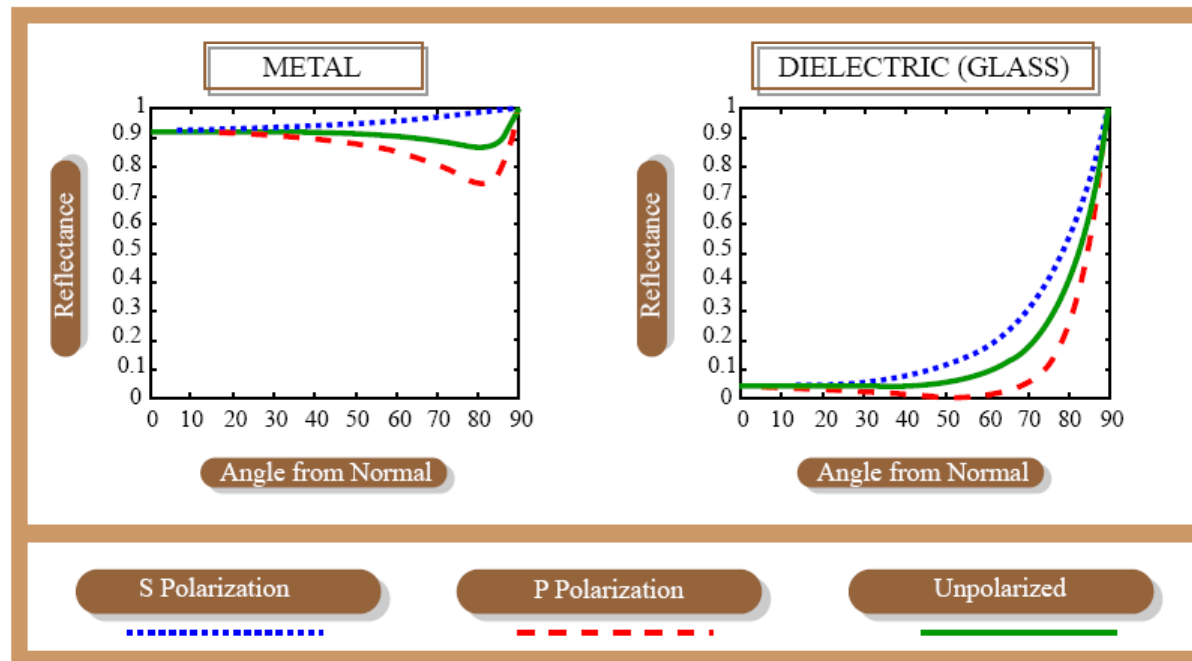 METAL
1
0.9
0.8
0.7
0.6
0.5
0.4
0.3
0.2
0.1
0
Reflectance
0 10 20 30 40 50 60 70 80 90
Angle from Normal
DIELECTRIC (GLASS)
1
0.9
0.8
0.7
0.6
0.5
0.4
0.3
0.2
0.1
0
Reflectance
0 10 20 30 40 50 60 70 80 90
Angle from Normal
S Polarization
P Polarization
Unpolarized